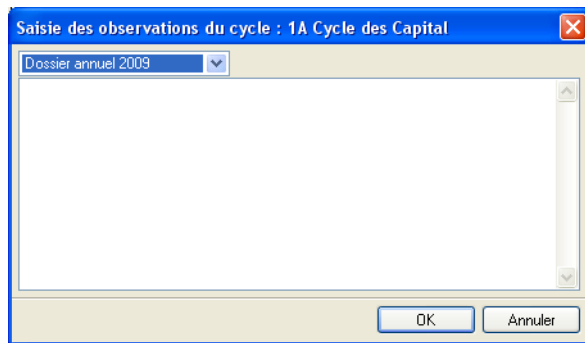 Saisie des observations du cycle : 1A Cycle des Capital
Dossier annuel 2009
OK Annuler